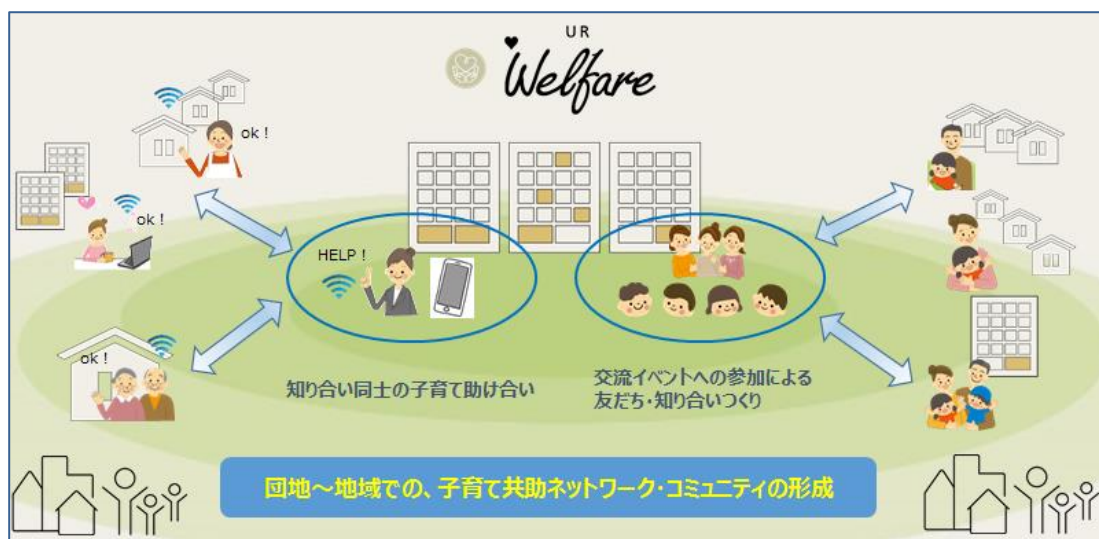 UR
Welfare
ok！
ok！
HELP！
ok！
知り合い同士の子育て助け合い
交流イベントへの参加による
友だち・知り合いつくり
団地～地域での、子育て共助ネットワーク・コミュニティの形成